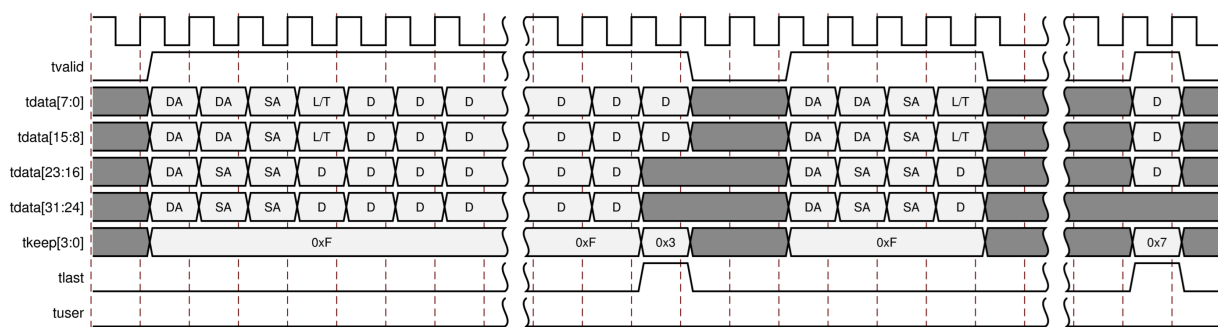 tvalid
tdata[7:0] DA DA SA L/T D D D D D D DA DA SA L/T D
tdata[15:8] DA DA SA L/T D D D D D D DA DA SA L/T D
tdata[23:16] DA SA SA D D D D D D DA SA SA D D
tdata[31:24] DA SA SA D D D D D D DA SA SA D
tkeep[3:0] 0xF 0xF 0x3 0xF 0x7
tlast
tuser